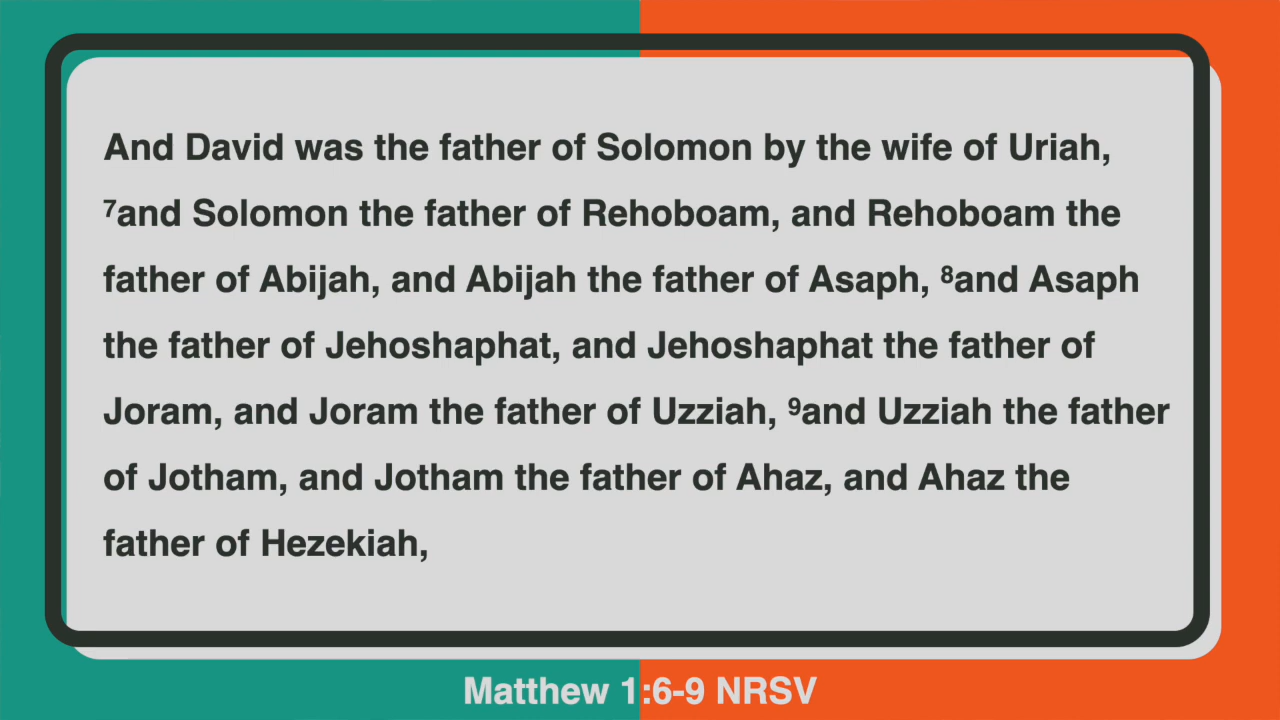 And David was the father of Solomon by the wife of Uriah,
⁷and Solomon the father of Rehoboam, and Rehoboam the
father of Abijah, and Abijah the father of Asaph, ⁸and Asaph
the father of Jehoshaphat, and Jehoshaphat the father of
Joram, and Joram the father of Uzziah, ⁹and Uzziah the father
of Jotham, and Jotham the father of Ahaz, and Ahaz the
father of Hezekiah,
Matthew 1:6-9 NRSV